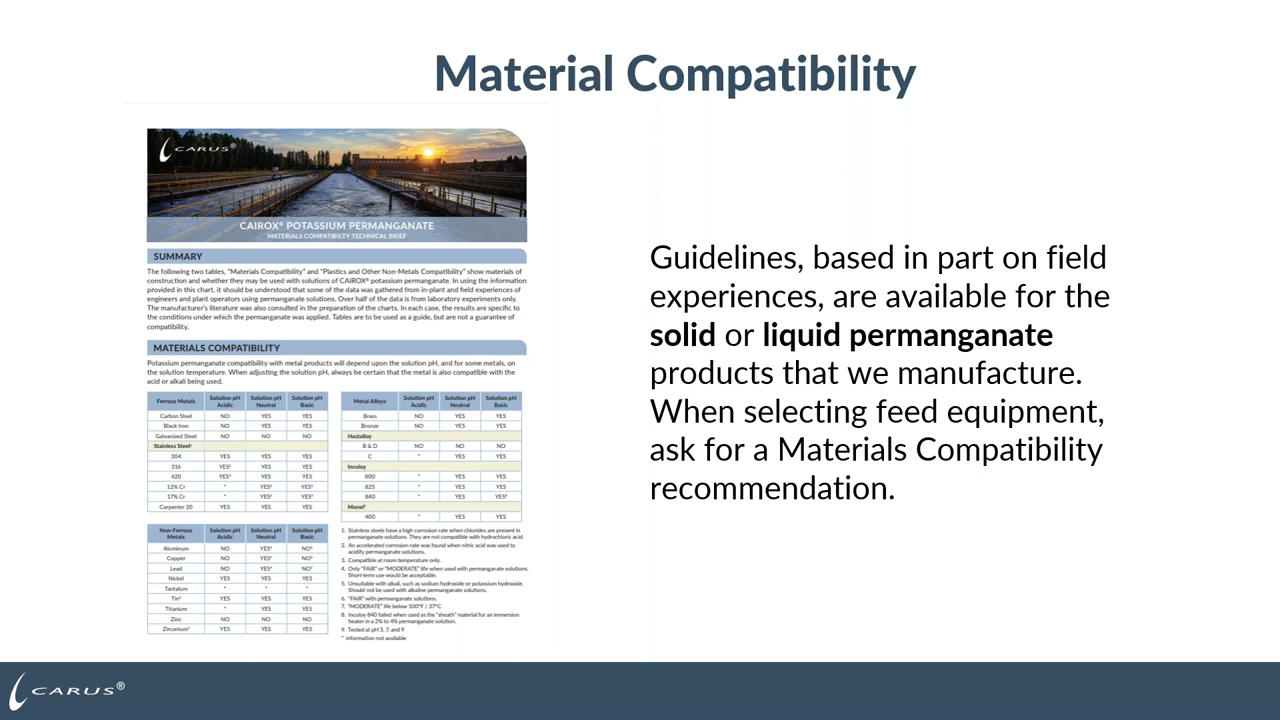 Material Compatibility
CARUS®
CAIROX® POTASSIUM PERMANGANATE
MATERIALS COMPATIBILTY TECHNICAL BRIEF
SUMMARY
The following two tables, “Materials Compatibility” and “Plastics and Other Non-Metals Compatibility” show materials of
construction and whether they may be used with solutions of CAIROX® potassium permanganate. In using the information
provided in this chart, it should be understood that some of the data was gathered from in-plant and field experiences of
engineers and plant operators using permanganate solutions. Over half of the data is from laboratory experiments only.
The manufacturer's literature was also consulted in the preparation of the charts. In each case, the results are specific to
the conditions under which the permanganate was applied. Tables are to be used as a guide, but are not a guarantee of
compatibility.
MATERIALS COMPATIBILITY
Potassium permanganate compatibility with metal products will depend upon the solution pH, and for some metals, on
the solution temperature. When adjusting the solution pH, always be certain that the metal is also compatible with the
acid or alkali being used.
Ferrous Metals Solution pH Acidic Solution pH Neutral Solution pH Basic
Carbon Steel NO YES YES
Black Iron NO YES YES
Galvanized Steel NO NO NO
Stainless Steel¹
304 YES YES YES
316 YES² YES YES
420 YES² YES YES
12% Cr * YES³ YES³
17% Cr * YES³ YES³
Carpenter 20 YES YES YES
Non-Ferrous Metals Solution pH Acidic Solution pH Neutral Solution pH Basic
Aluminum NO YES⁴ NO⁵
Copper NO YES⁴ NO⁵
Lead NO YES⁴ NO⁵
Nickel YES YES YES
Tantalum * * *
Tin⁶ YES YES YES
Titanium * YES YES
Zinc NO NO NO
Zirconium⁹ YES YES YES
Metal Alloys Solution pH Acidic Solution pH Neutral Solution pH Basic
Brass NO YES YES
Bronze NO YES YES
Hastalloy
B & D NO NO NO
C * YES YES
Incoloy
800 * YES YES
825 * YES YES
840 * YES YES⁸
Monel⁷
400 * YES YES
1. Stainless steels have a high corrosion rate when chlorides are present in
permanganate solutions. They are not compatible with hydrochloric acid.
2. An accelerated corrosion rate was found when nitric acid was used to
acidify permanganate solutions.
3. Compatible at room temperature only.
4. Only “FAIR” or “MODERATE” life when used with permanganate solutions.
Short-term use would be acceptable.
5. Unsuitable with alkali, such as sodium hydroxide or potassium hydroxide.
Should not be used with alkaline permanganate solutions.
6. “FAIR” with permanganate solutions.
7. “MODERATE” life below 100°F / 37°C
8. Incoloy 840 failed when used as the “sheath” material for an immersion
heater in a 2% to 4% permanganate solution.
9. Tested at pH 3, 7, and 9
* Information not available
Guidelines, based in part on field
experiences, are available for the
solid or liquid permanganate
products that we manufacture.
When selecting feed equipment,
ask for a Materials Compatibility
recommendation.
CARUS®